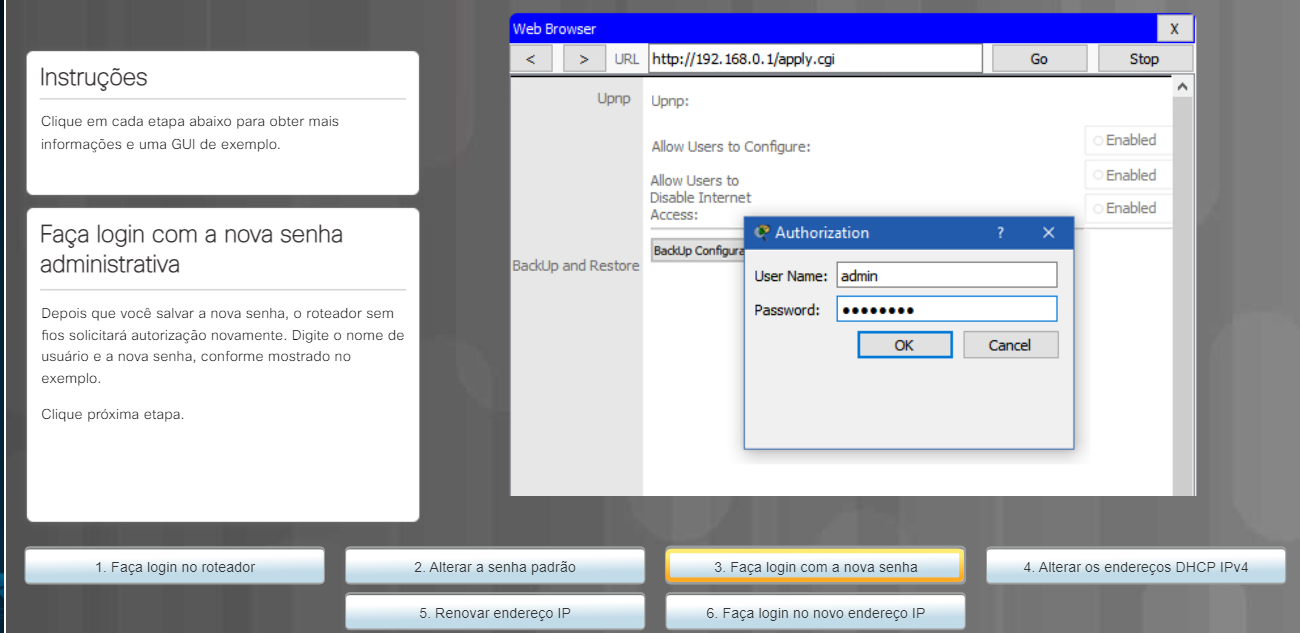 Instruções
Clique em cada etapa abaixo para obter mais
informações e uma GUI de exemplo.
Faça login com a nova senha
administrativa
Depois que você salvar a nova senha, o roteador sem
fios solicitará autorização novamente. Digite o nome de
usuário e a nova senha, conforme mostrado no
exemplo.
Clique próxima etapa.
Web Browser X
< > URL http://192.168.0.1/apply.cgi Go Stop
Upnp Upnp:
Allow Users to Configure: Enabled
Allow Users to Enabled
Disable Internet
Access: Enabled
BackUp and Restore BackUp Configura
Authorization ? ×
User Name: admin
Password: ●●●●●●●●
OK Cancel
1. Faça login no roteador
2. Alterar a senha padrão
3. Faça login com a nova senha
4. Alterar os endereços DHCP IPv4
5. Renovar endereço IP
6. Faça login no novo endereço IP